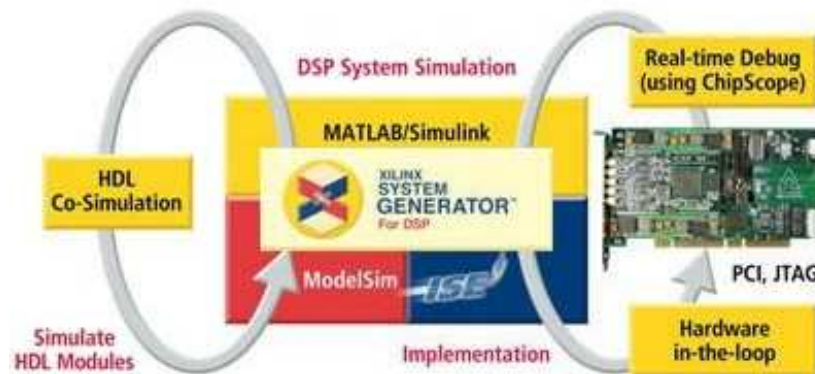 DSP System Simulation
Real-time Debug
(using ChipScope)
MATLAB/Simulink
HDL
Co-Simulation
XILINX
SYSTEM
GENERATOR™
For DSP
ModelSim
ISE
PCI, JTAG
Simulate
HDL Modules
Implementation
Hardware
in-the-loop